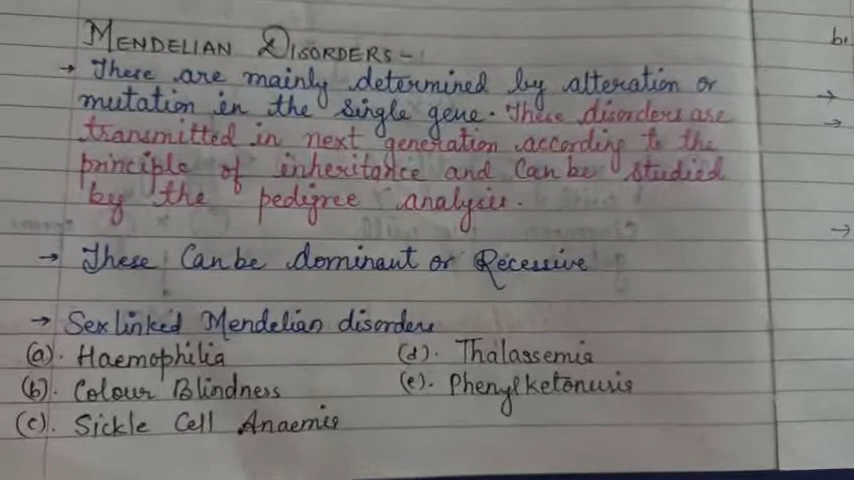 MENDELIAN DISORDERS -
→ These are mainly determined by alteration or
mutation in the single gene. These disorders are
transmitted in next generation according to the
principle of inheritance and Can be studied
by the pedigree analysis.
→ These Can be dominant or Recessive
→ Sex linked Mendelian disorders
(a). Haemophilia
(b). Colour Blindness
(c). Sickle Cell Anaemia
(d). Thalassemia
(e). Phenylketonuria
b.
→
→
→